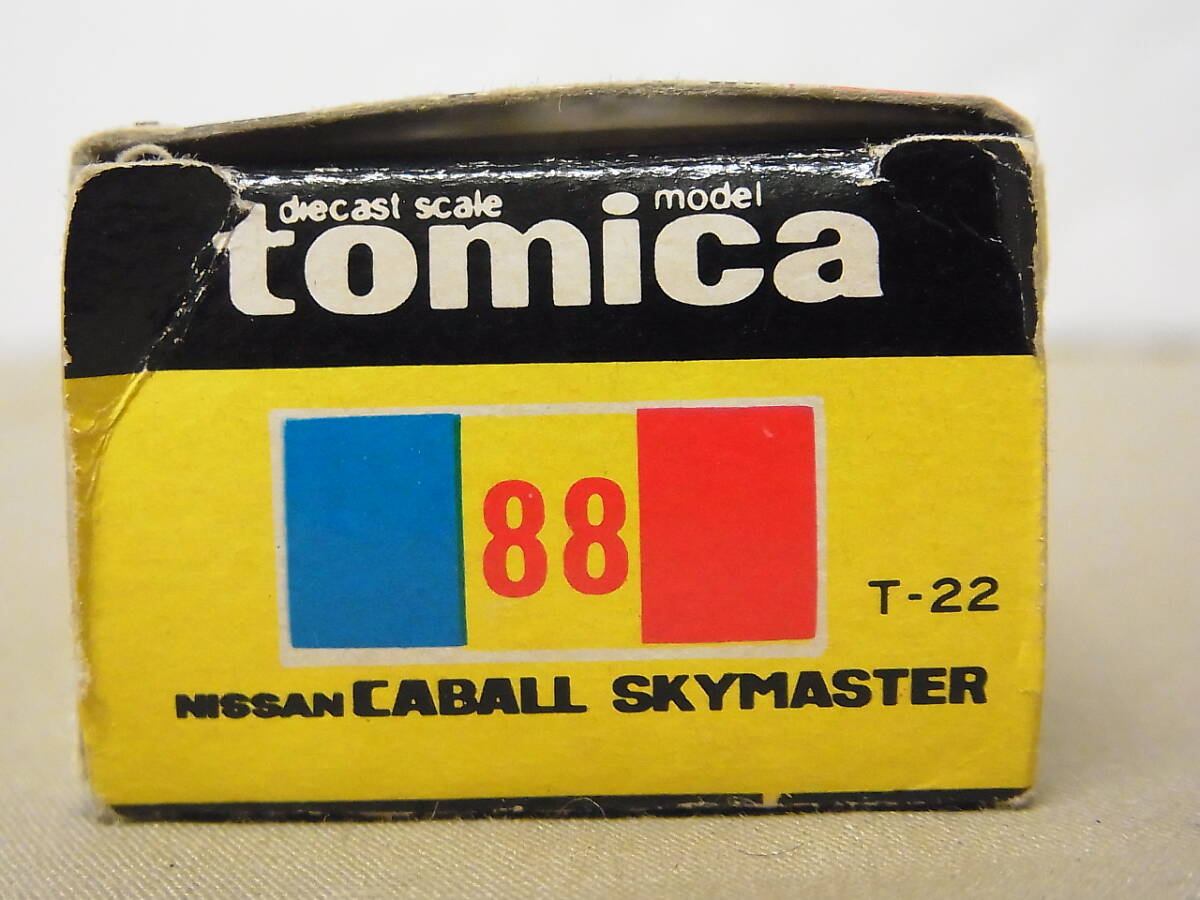 diecast scale model
tomica
88
T-22
NISSAN CABALL SKYMASTER